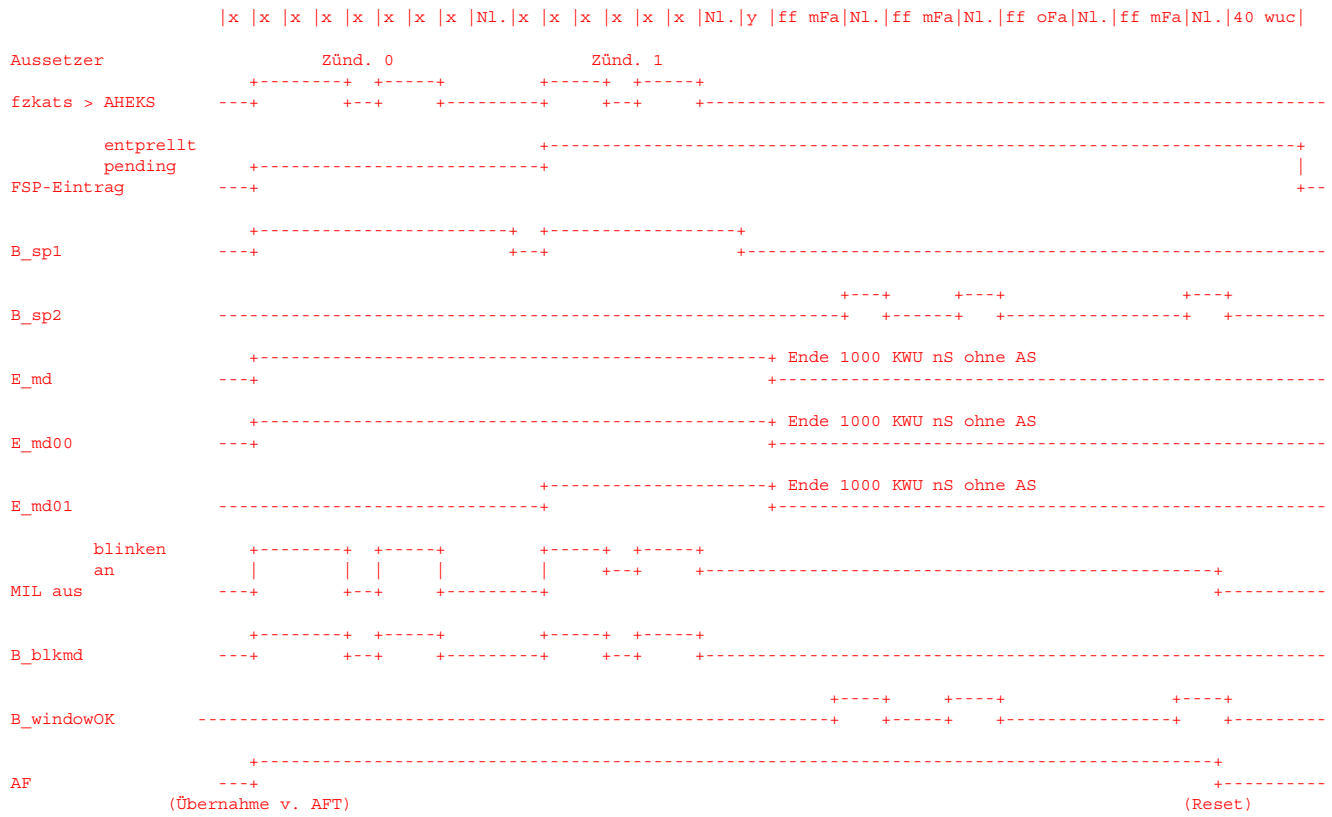 |x |x |x |x |x |x |x |x |Nl.|x |x |x |x |x |x |Nl.|y |ff mFa|Nl.|ff mFa|Nl.|ff oFa|Nl.|ff mFa|Nl.|40 wuc|
Aussetzer Zünd. 0 Zünd. 1
fzkats > AHEKS
entprellt
pending
FSP-Eintrag
B_sp1
B_sp2
Ende 1000 KWU nS ohne AS
E_md
Ende 1000 KWU nS ohne AS
E_md00
Ende 1000 KWU nS ohne AS
E_md01
blinken
an
MIL aus
B_blkmd
B_windowOK
AF
(Übernahme v. AFT) (Reset)